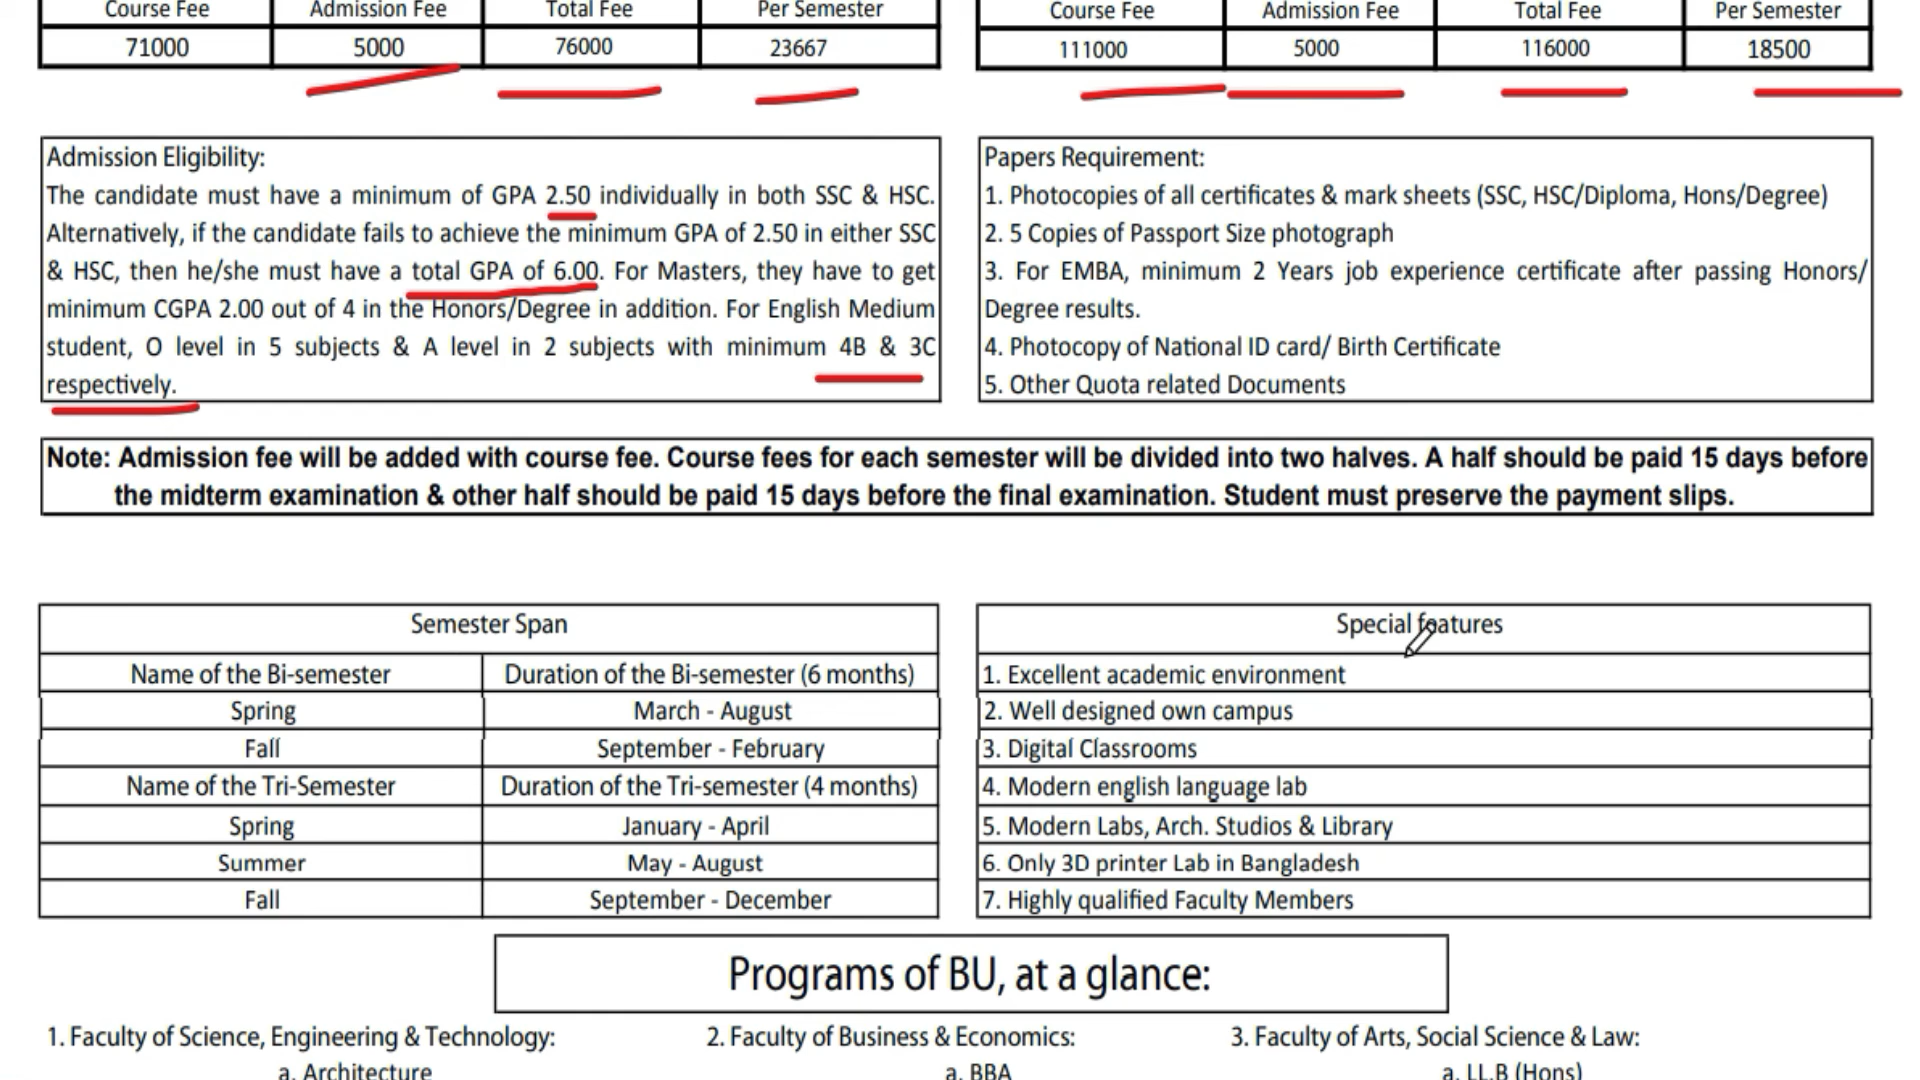 Course Fee Admission Fee Total Fee Per Semester
71000 5000 76000 23667
Course Fee Admission Fee Total Fee Per Semester
111000 5000 116000 18500
Admission Eligibility:
The candidate must have a minimum of GPA 2.50 individually in both SSC & HSC.
Alternatively, if the candidate fails to achieve the minimum GPA of 2.50 in either SSC
& HSC, then he/she must have a total GPA of 6.00. For Masters, they have to get
minimum CGPA 2.00 out of 4 in the Honors/Degree in addition. For English Medium
student, O level in 5 subjects & A level in 2 subjects with minimum 4B & 3C
respectively.
Papers Requirement:
1. Photocopies of all certificates & mark sheets (SSC, HSC/Diploma, Hons/Degree)
2. 5 Copies of Passport Size photograph
3. For EMBA, minimum 2 Years job experience certificate after passing Honors/
Degree results.
4. Photocopy of National ID card/ Birth Certificate
5. Other Quota related Documents
Note: Admission fee will be added with course fee. Course fees for each semester will be divided into two halves. A half should be paid 15 days before
the midterm examination & other half should be paid 15 days before the final examination. Student must preserve the payment slips.
Semester Span
Name of the Bi-semester Duration of the Bi-semester (6 months)
Spring March - August
Fall September - February
Name of the Tri-Semester Duration of the Tri-semester (4 months)
Spring January - April
Summer May - August
Fall September - December
Special features
1. Excellent academic environment
2. Well designed own campus
3. Digital Classrooms
4. Modern english language lab
5. Modern Labs, Arch. Studios & Library
6. Only 3D printer Lab in Bangladesh
7. Highly qualified Faculty Members
Programs of BU, at a glance:
1. Faculty of Science, Engineering & Technology:
a. Architecture
2. Faculty of Business & Economics:
a. BBA
3. Faculty of Arts, Social Science & Law:
a. LL.B (Hons)